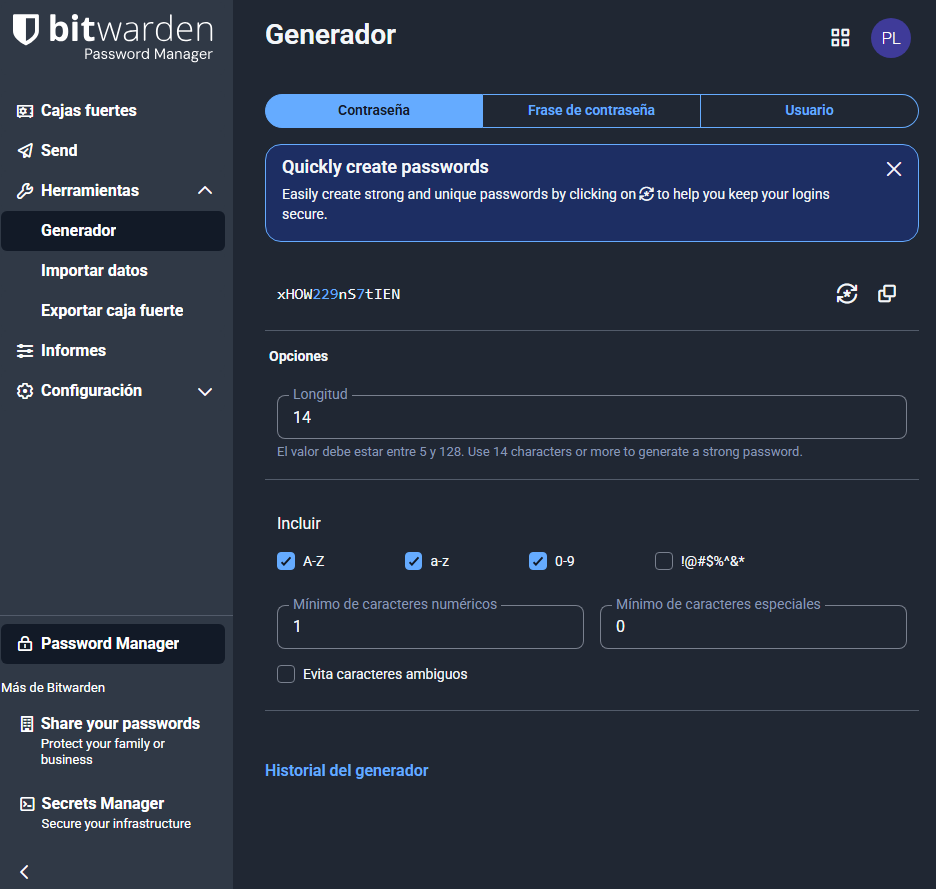 bitwarden
Password Manager
Cajas fuertes
Send
Herramientas
Generador
Importar datos
Exportar caja fuerte
Informes
Configuración
Password Manager
Más de Bitwarden
Share your passwords
Protect your family or
business
Secrets Manager
Secure your infrastructure
Generador
PL
Contraseña
Frase de contraseña
Usuario
Quickly create passwords
Easily create strong and unique passwords by clicking on to help you keep your logins
secure.
xHOW229nS7tIEN
Opciones
Longitud
14
El valor debe estar entre 5 y 128. Use 14 characters or more to generate a strong password.
Incluir
A-Z
a-z
0-9
!@#$%^&*
Mínimo de caracteres numéricos
1
Mínimo de caracteres especiales
0
Evita caracteres ambiguos
Historial del generador